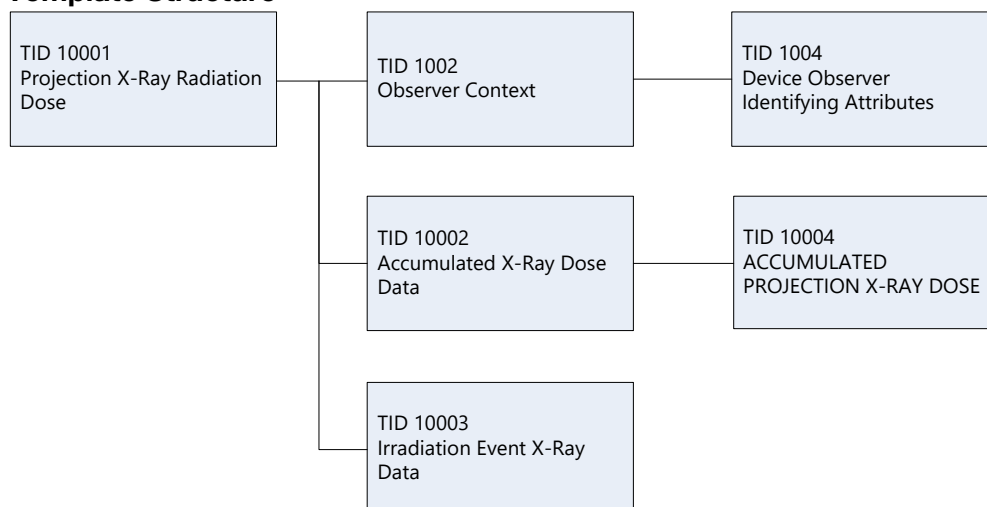 Template Structure
TID 10001
Projection X-Ray Radiation
Dose
TID 1002
Observer Context
TID 1004
Device Observer
Identifying Attributes
TID 10002
Accumulated X-Ray Dose
Data
TID 10004
ACCUMULATED
PROJECTION X-RAY DOSE
TID 10003
Irradiation Event X-Ray
Data